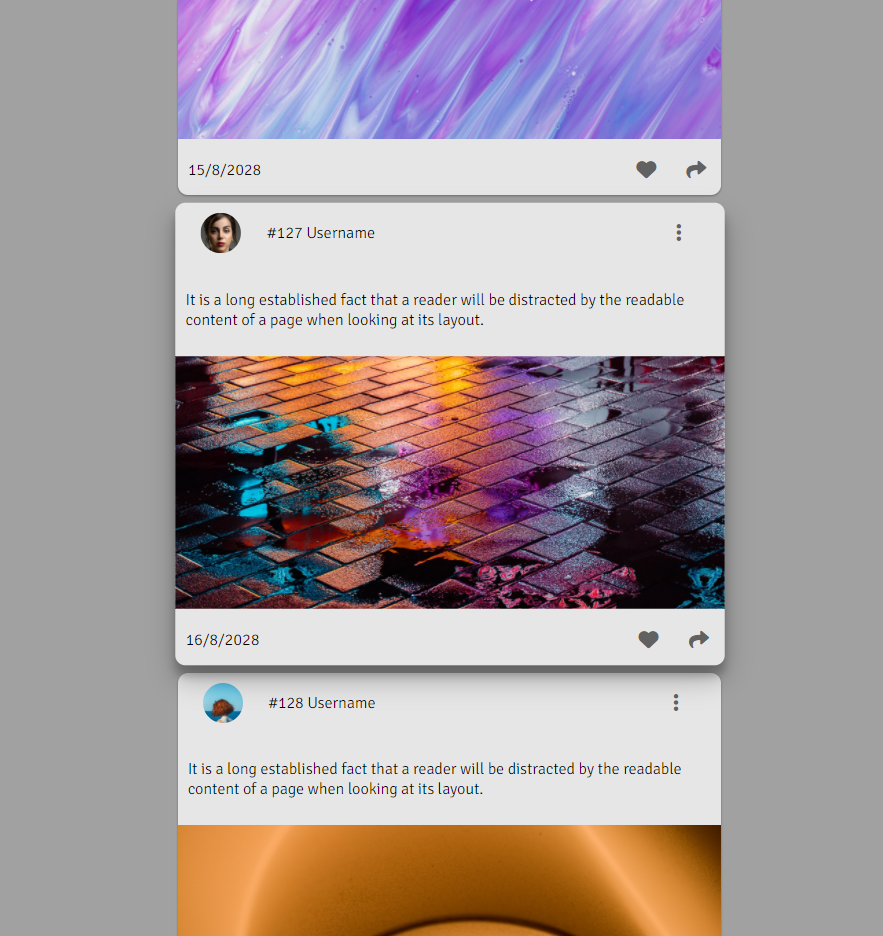 15/8/2028
#127 Username
It is a long established fact that a reader will be distracted by the readable
content of a page when looking at its layout.
16/8/2028
#128 Username
It is a long established fact that a reader will be distracted by the readable
content of a page when looking at its layout.